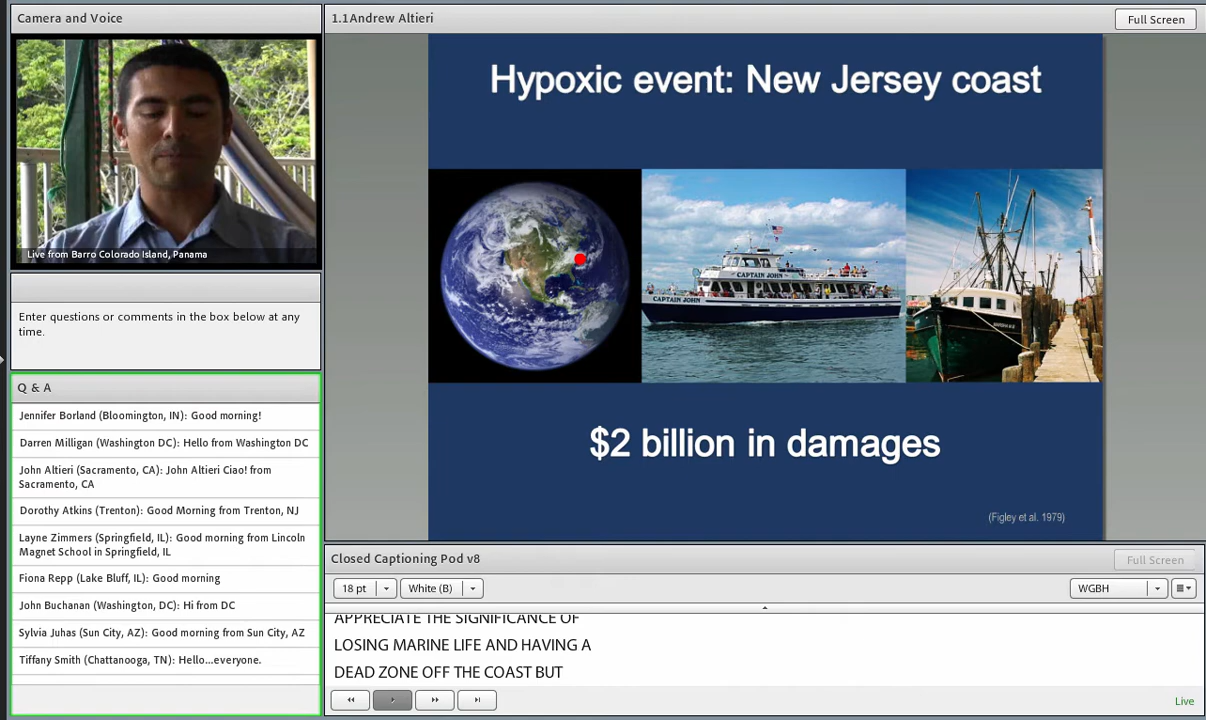 Camera and Voice
Live from Barro Colorado Island, Panama
Enter questions or comments in the box below at any
time.
Q & A
Jennifer Borland (Bloomington, IN): Good morning!
Darren Milligan (Washington DC): Hello from Washington DC
John Altieri (Sacramento, CA): John Altieri Ciao! from
Sacramento, CA
Dorothy Atkins (Trenton): Good Morning from Trenton, NJ
Layne Zimmers (Springfield, IL): Good morning from Lincoln
Magnet School in Springfield, IL
Fiona Repp (Lake Bluff, IL): Good morning
John Buchanan (Washington, DC): Hi from DC
Sylvia Juhas (Sun City, AZ): Good morning from Sun City, AZ
Tiffany Smith (Chattanooga, TN): Hello...everyone.
1.1Andrew Altieri
Full Screen
Hypoxic event: New Jersey coast
CAPTAIN JOHN
CAPTAIN JOHN
$2 billion in damages
(Figley et al. 1979)
Closed Captioning Pod v8
Full Screen
18 pt
White (B)
WGBH
APPRECIATE THE SIGNIFICANCE OF
LOSING MARINE LIFE AND HAVING A
DEAD ZONE OFF THE COAST BUT
Live